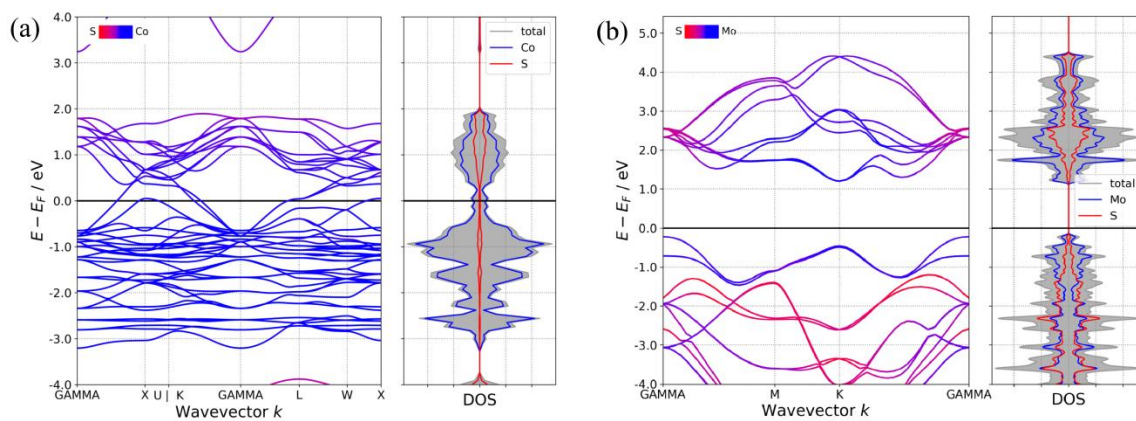 (a)
S Co
4.0
3.0
2.0
1.0
0.0
-1.0
-2.0
-3.0
-4.0
E − E_F / eV
GAMMA X U | K GAMMA L W X
Wavevector k
total
Co
S
DOS
(b)
S Mo
5.0
4.0
3.0
2.0
1.0
0.0
-1.0
-2.0
-3.0
-4.0
E − E_F / eV
GAMMA M K GAMMA
Wavevector k
total
Mo
S
DOS